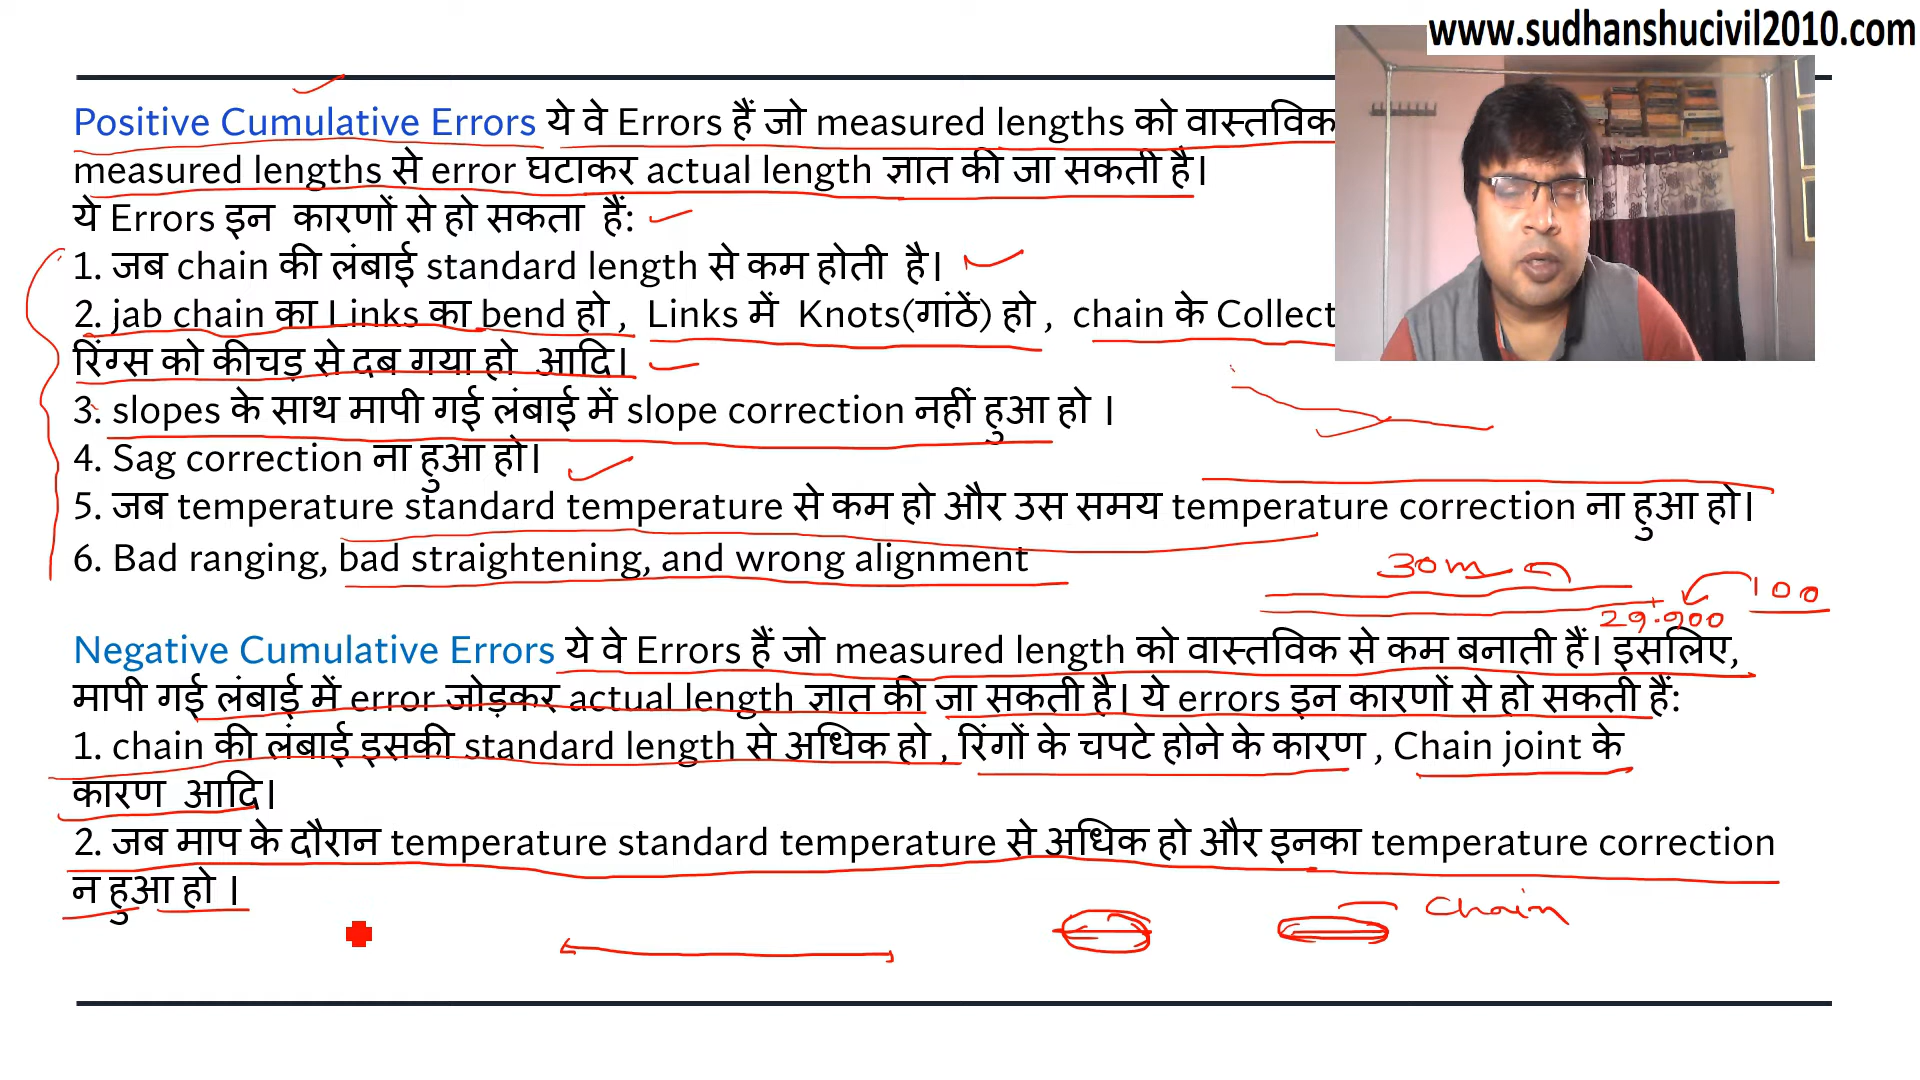 www.sudhanshucivil2010.com
Positive Cumulative Errors ये वे Errors हैं जो measured lengths को वास्तविक
measured lengths से error घटाकर actual length ज्ञात की जा सकती है।
ये Errors इन कारणों से हो सकता हैं:
1. जब chain की लंबाई standard length से कम होती है।
2. jab chain का Links का bend हो , Links में Knots(गांठें) हो , chain के Collect
रिंग्स को कीचड़ से दब गया हो आदि।
3. slopes के साथ मापी गई लंबाई में slope correction नहीं हुआ हो ।
4. Sag correction ना हुआ हो।
5. जब temperature standard temperature से कम हो और उस समय temperature correction ना हुआ हो।
6. Bad ranging, bad straightening, and wrong alignment
30m
100
29.900
Negative Cumulative Errors ये वे Errors हैं जो measured length को वास्तविक से कम बनाती हैं। इसलिए,
मापी गई लंबाई में error जोड़कर actual length ज्ञात की जा सकती है। ये errors इन कारणों से हो सकती हैं:
1. chain की लंबाई इसकी standard length से अधिक हो , रिंगों के चपटे होने के कारण , Chain joint के
कारण आदि।
2. जब माप के दौरान temperature standard temperature से अधिक हो और इनका temperature correction
न हुआ हो ।
Chain